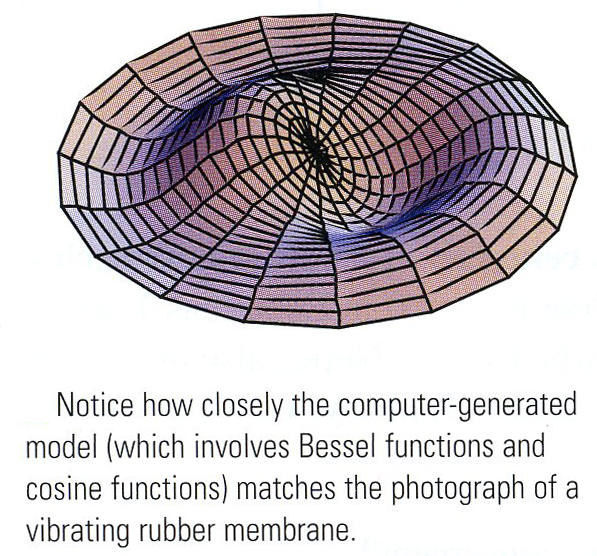 Notice how closely the computer-generated
model (which involves Bessel functions and
cosine functions) matches the photograph of a
vibrating rubber membrane.